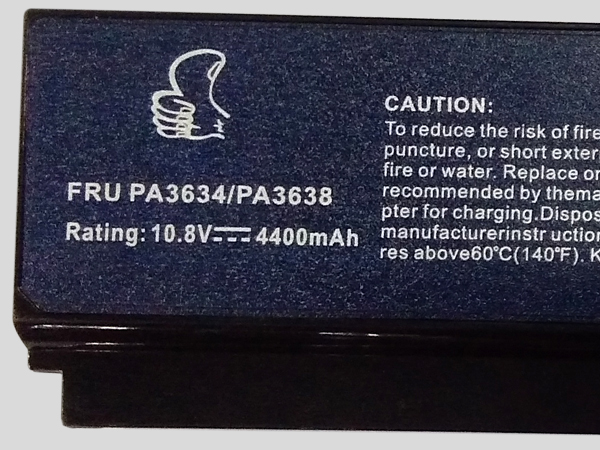 FRU PA3634/PA3638
Rating: 10.8V⎓ 4400mAh
CAUTION:
To reduce the risk of fire
puncture, or short exter
fire or water. Replace or
recommended by thema
pter for charging.Dispos
manufacturerinstr uction
res above60℃(140℉). K